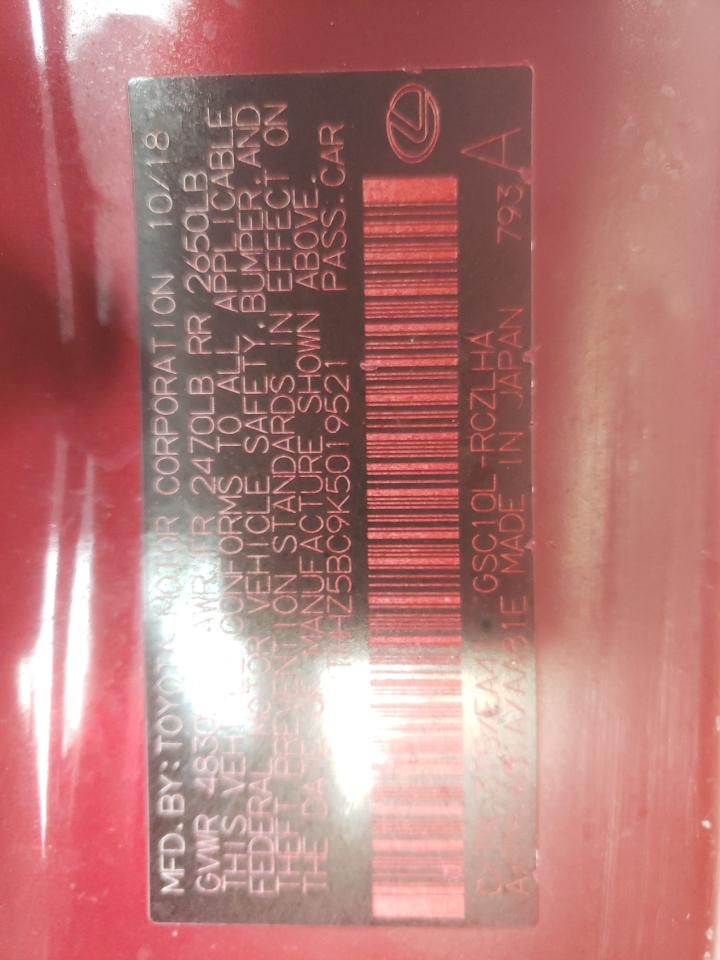 MFD. BY: TOYOTA MOTOR CORPORATION 10/18
GVWR 4830LB FR 2470LB RR 2650LB
THIS VEHICLE CONFORMS TO ALL APPLICABLE
FEDERAL MOTOR VEHICLE SAFETY, BUMPER, AND
THEFT PREVENTION STANDARDS IN EFFECT ON
THE DATE OF MANUFACTURE SHOWN ABOVE.
PASS. CAR
GSC10L-RCZLHA
MADE IN JAPAN 793
A